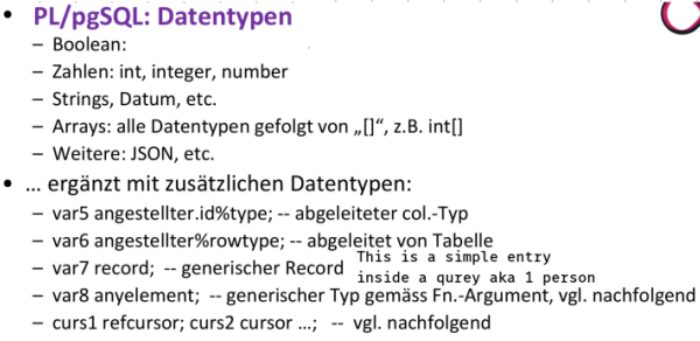 • PL/pgSQL: Datentypen
– Boolean:
– Zahlen: int, integer, number
– Strings, Datum, etc.
– Arrays: alle Datentypen gefolgt von „[]“, z.B. int[]
– Weitere: JSON, etc.
• ... ergänzt mit zusätzlichen Datentypen:
– var5 angestellter.id%type; -- abgeleiteter col.-Typ
– var6 angestellter%rowtype; -- abgeleitet von Tabelle
– var7 record; -- generischer Record
This is a simple entry
inside a qurey aka 1 person
– var8 anyelement; -- generischer Typ gemäss Fn.-Argument, vgl. nachfolgend
– curs1 refcursor; curs2 cursor ...; -- vgl. nachfolgend